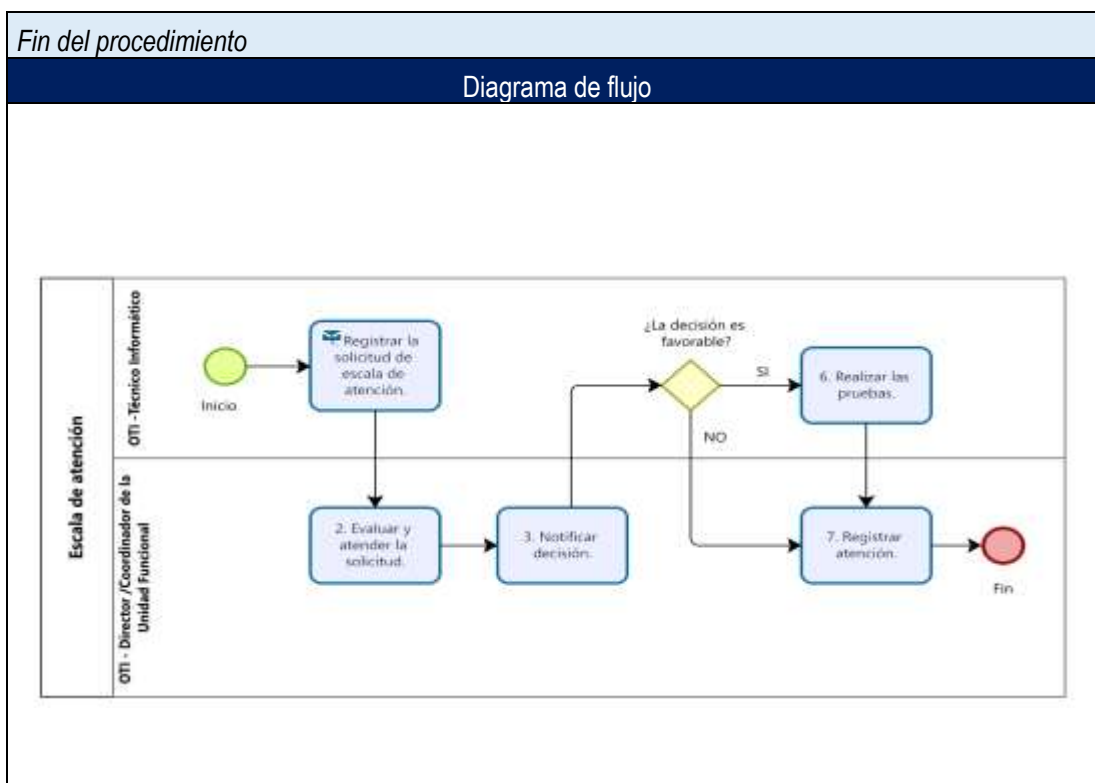 Fin del procedimiento
Diagrama de flujo
Escala de atención
OTI -Técnico Informático
Inicio
Registrar la
solicitud de
escala de
atención.
¿La decisión es
favorable?
SI
NO
6. Realizar las
pruebas.
OTI - Director /Coordinador de la
Unidad Funcional
2. Evaluar y
atender la
solicitud.
3. Notificar
decisión.
7. Registrar
atención.
Fin